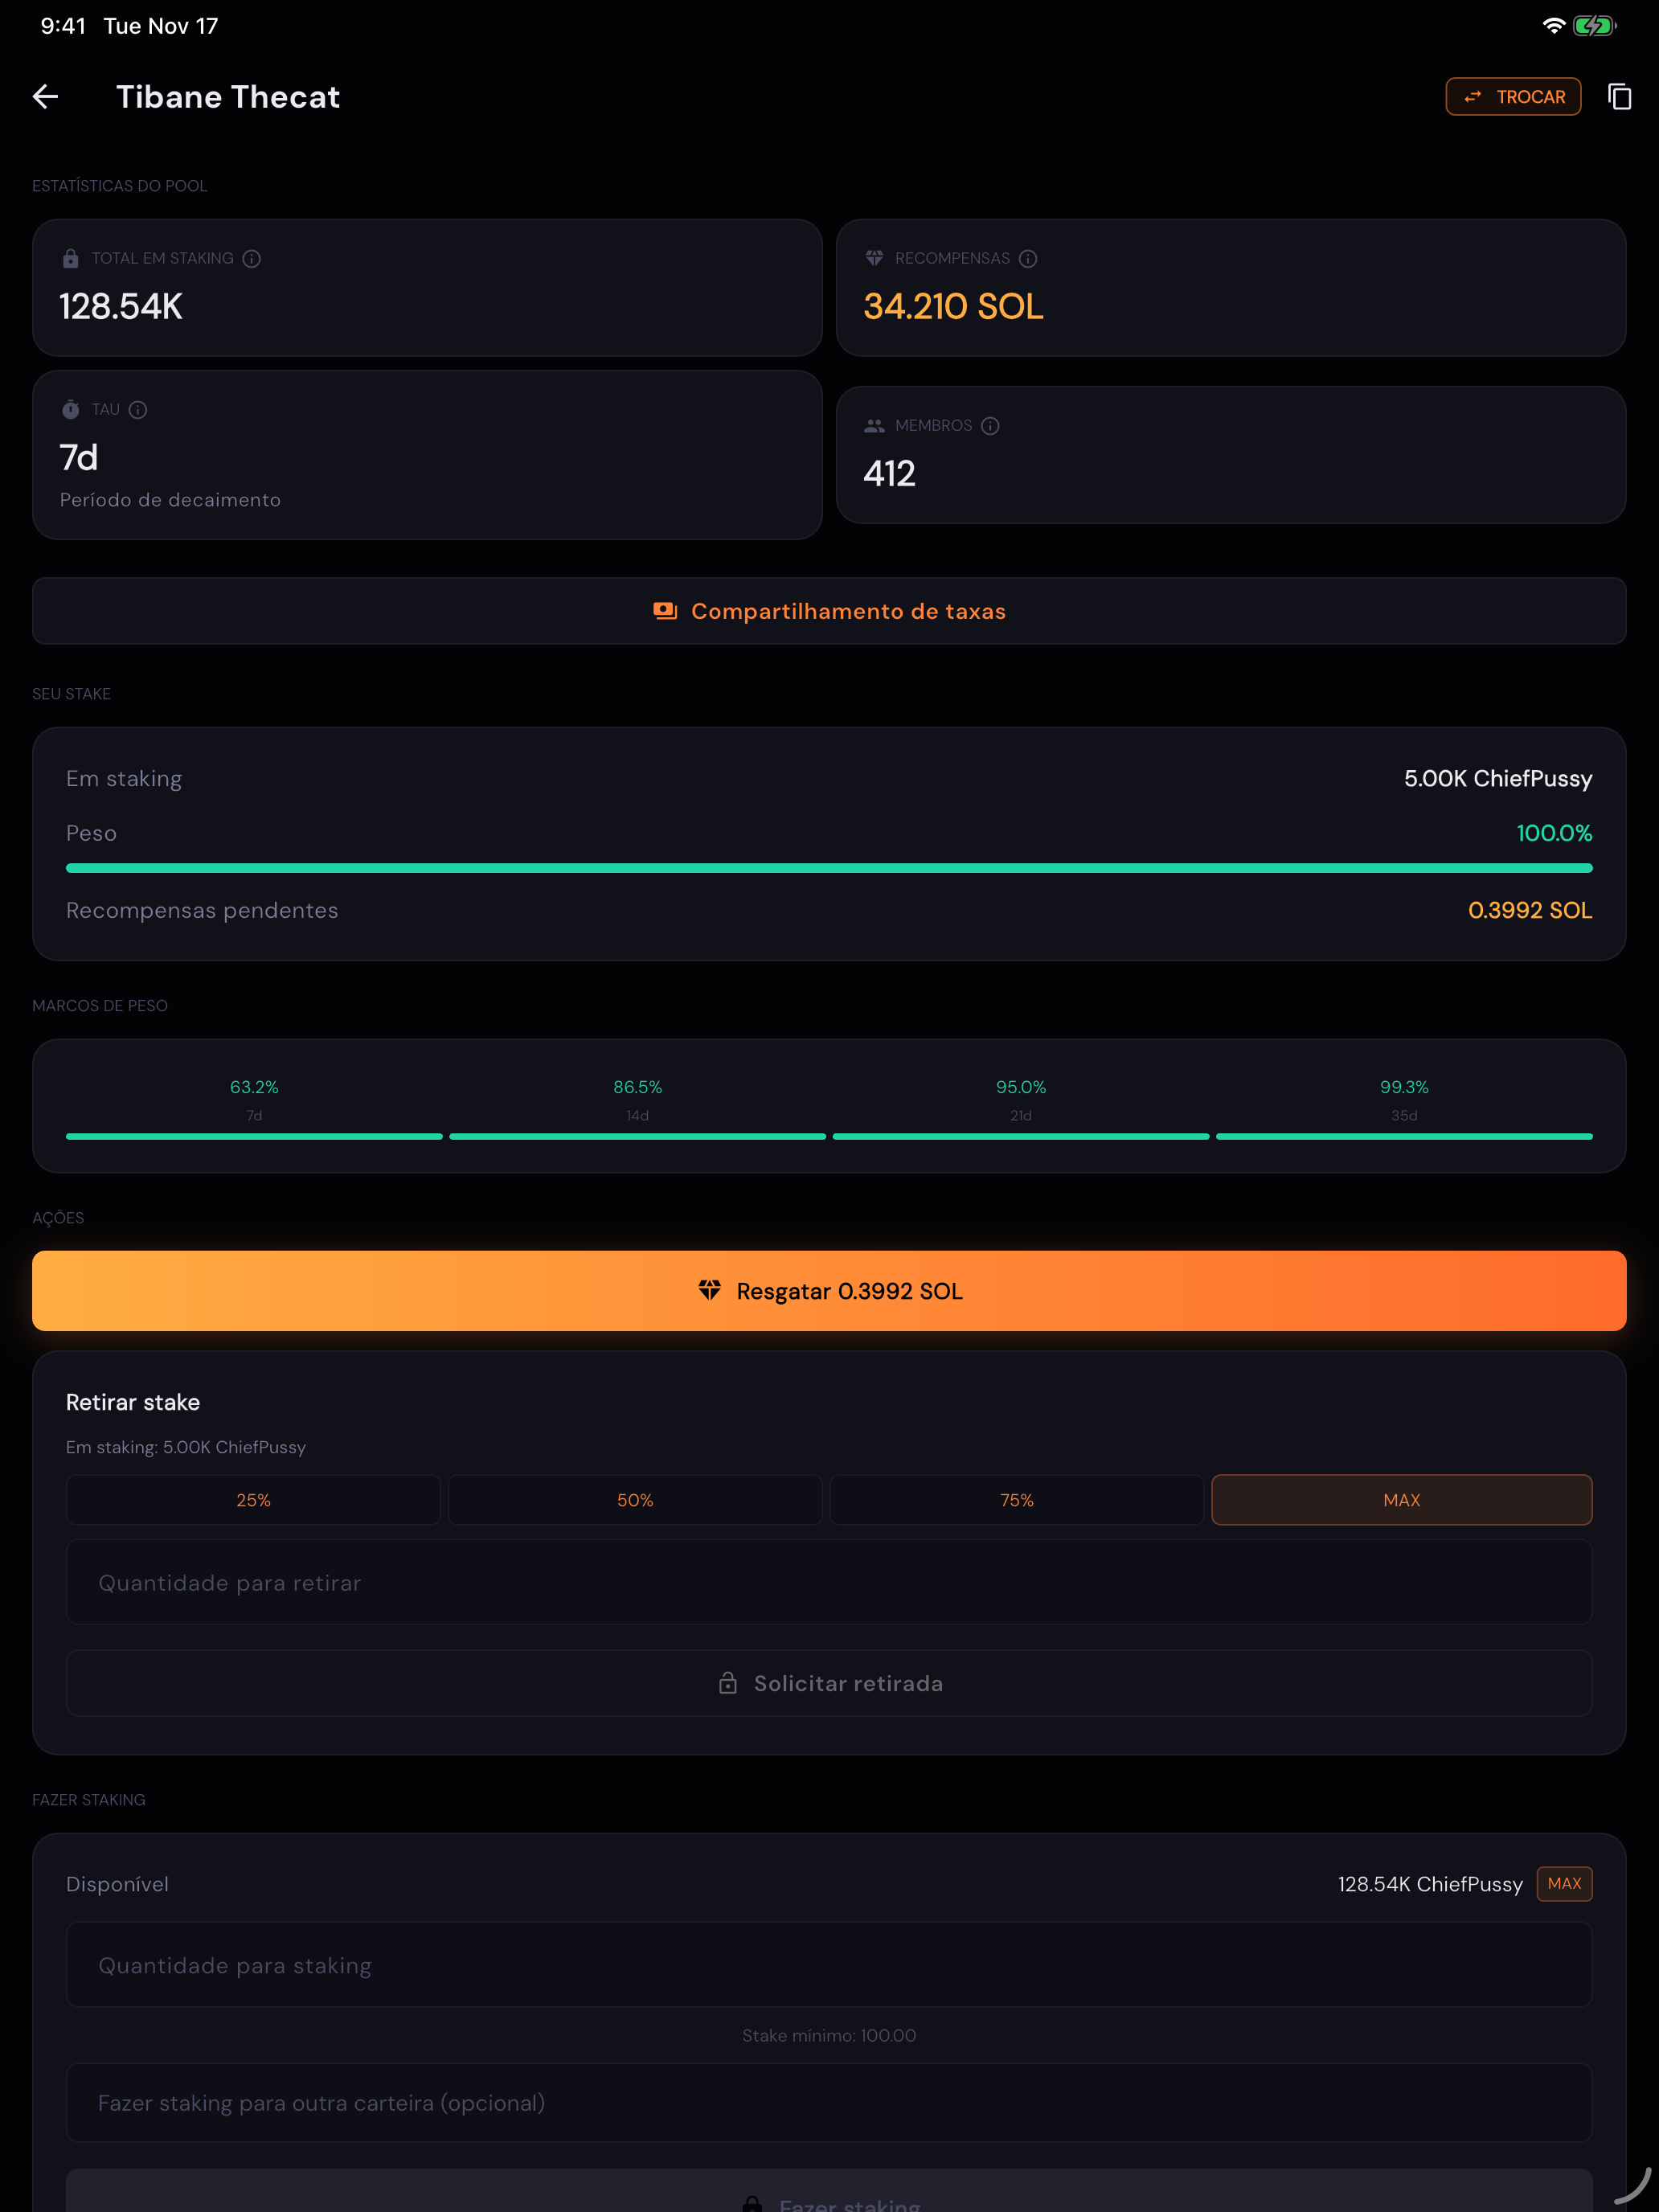 9:41 Tue Nov 17
Tibane Thecat
TROCAR
ESTATÍSTICAS DO POOL
TOTAL EM STAKING
128.54K
RECOMPENSAS
34.210 SOL
TAU
7d
Período de decaimento
MEMBROS
412
Compartilhamento de taxas
SEU STAKE
Em staking
5.00K ChiefPussy
Peso
100.0%
Recompensas pendentes
0.3992 SOL
MARCOS DE PESO
63.2%
7d
86.5%
14d
95.0%
21d
99.3%
35d
AÇÕES
Resgatar 0.3992 SOL
Retirar stake
Em staking: 5.00K ChiefPussy
25%
50%
75%
MAX
Quantidade para retirar
Solicitar retirada
FAZER STAKING
Disponível
128.54K ChiefPussy
MAX
Quantidade para staking
Stake mínimo: 100.00
Fazer staking para outra carteira (opcional)
Fazer staking